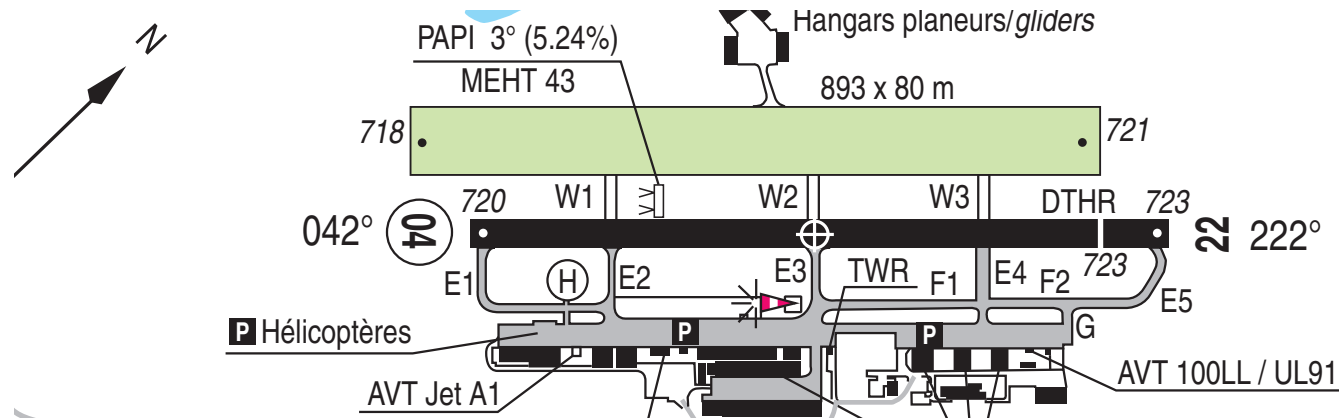 N
Hangars planeurs/gliders
PAPI 3° (5.24%)
MEHT 43
893 x 80 m
718
721
W1
W2
W3
DTHR
720
723
042°
04
22
222°
723
E1
H
E2
E3
TWR
F1
E4
F2
E5
G
P Hélicoptères
P
P
AVT Jet A1
AVT 100LL / UL91